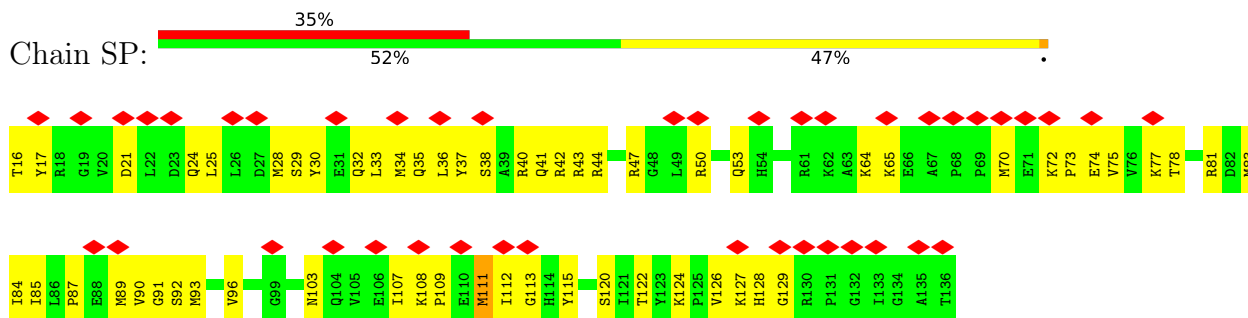 35%
Chain SP:
52% 47% .
T16 Y17 R18 G19 V20 D21 L22 D23 Q24 L25 L26 D27 M28 S29 Y30 E31 Q32 L33 M34 Q35 L36 Y37 S38 A39 R40 Q41 R42 R43 R44 R47 G48 L49 R50 Q53 H54 R61 K62 A63 K64 K65 E66 A67 P68 P69 M70 E71 K72 P73 E74 V75 V76 K77 T78 R81 D82 M83
I84 I85 L86 P87 E88 M89 V90 G91 S92 M93 V96 G99 N103 Q104 V105 E106 I107 K108 P109 E110 M111 I112 G113 H114 Y115 S120 I121 T122 Y123 K124 P125 V126 K127 H128 G129 R130 P131 G132 I133 G134 A135 T136